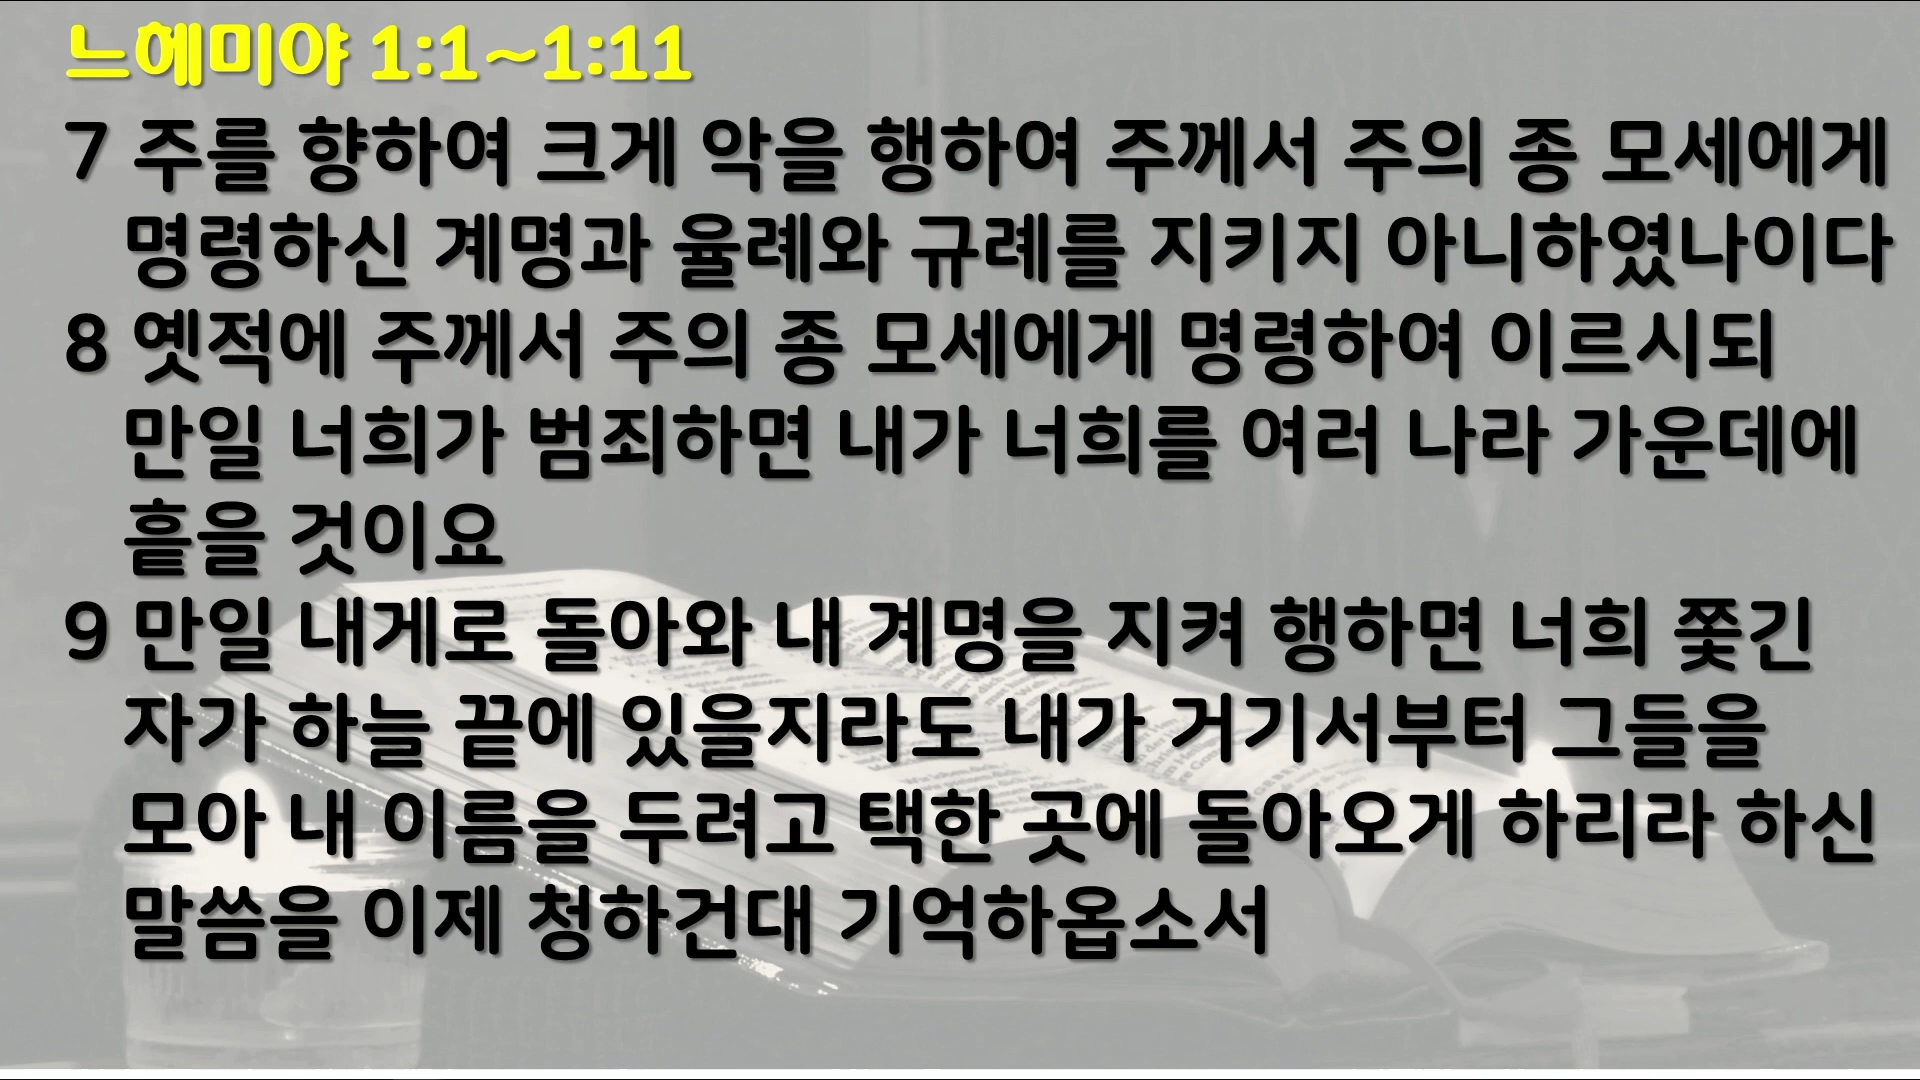 느헤미야 1:1~1:11
7 주를 향하여 크게 악을 행하여 주께서 주의 종 모세에게
명령하신 계명과 율례와 규례를 지키지 아니하였나이다
8 옛적에 주께서 주의 종 모세에게 명령하여 이르시되
만일 너희가 범죄하면 내가 너희를 여러 나라 가운데에
흩을 것이요
9 만일 내게로 돌아와 내 계명을 지켜 행하면 너희 쫓긴
자가 하늘 끝에 있을지라도 내가 거기서부터 그들을
모아 내 이름을 두려고 택한 곳에 돌아오게 하리라 하신
말씀을 이제 청하건대 기억하옵소서